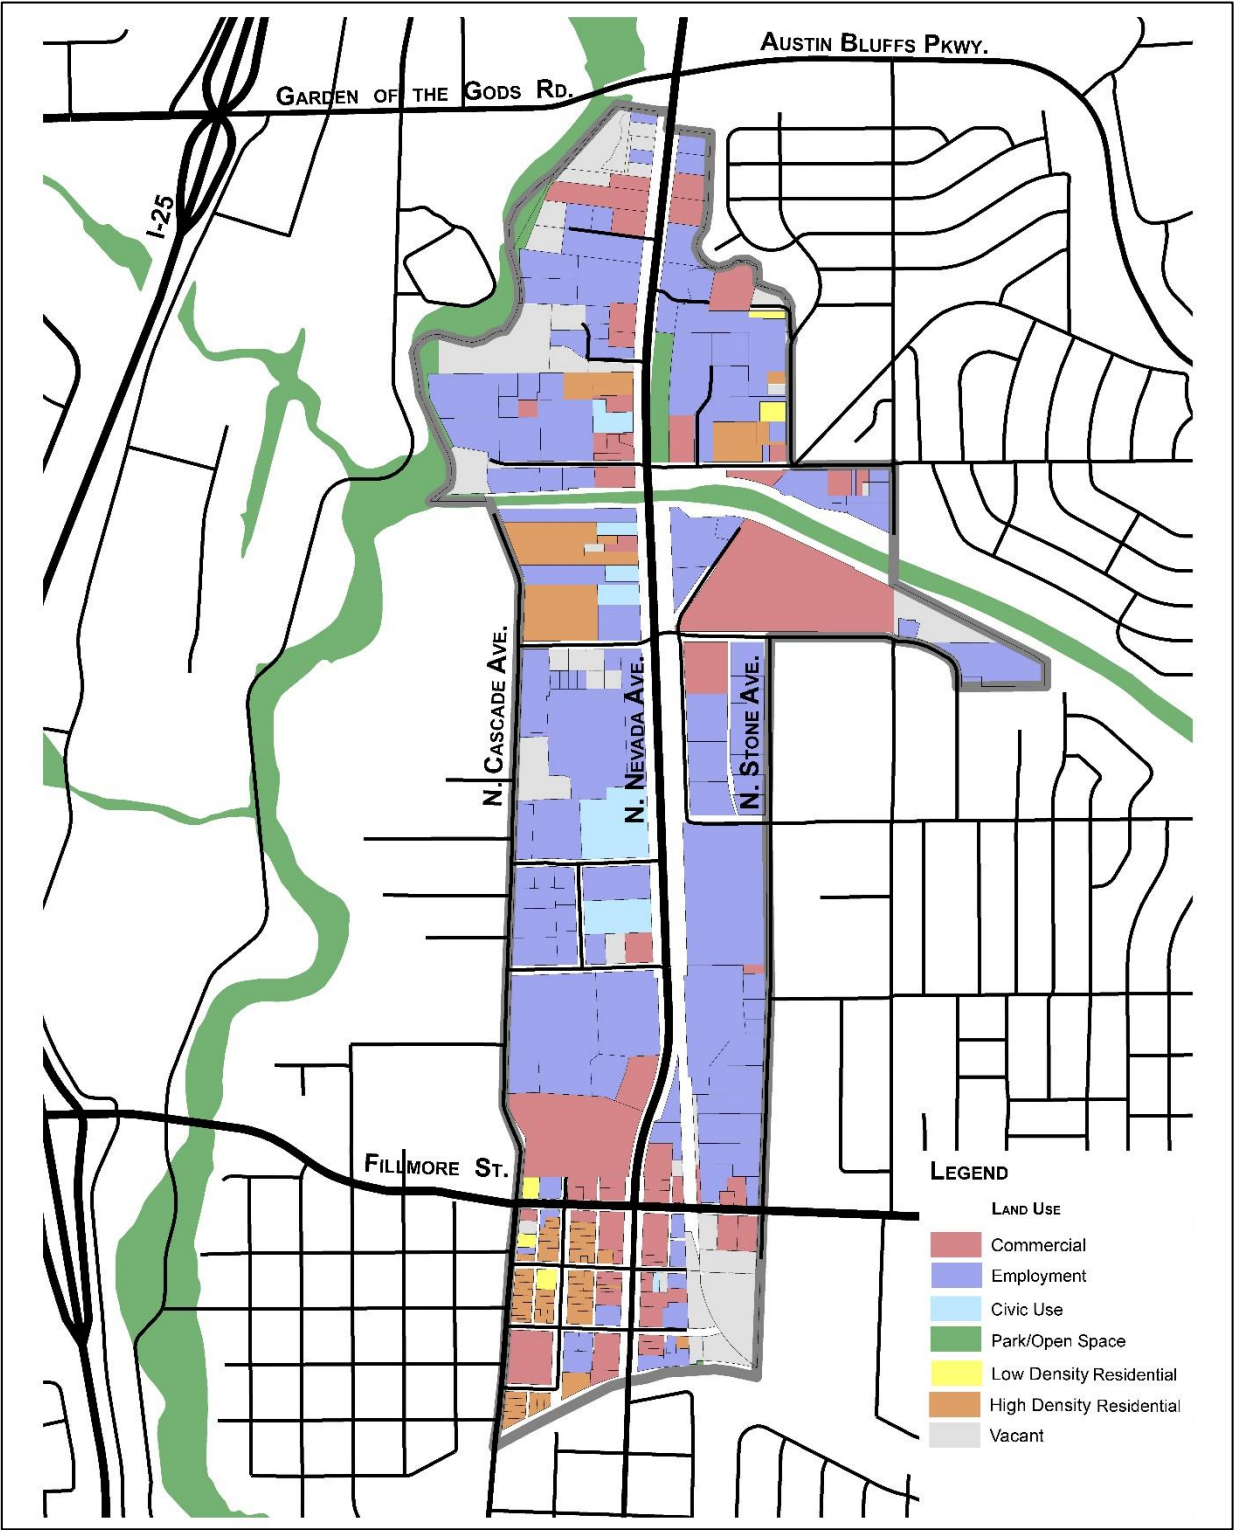 AUSTIN BLUFFS PKWY.
GARDEN OF THE GODS RD.
I-25
N. CASCADE AVE.
N. NEVADA AVE.
N. STONE AVE.
FILLMORE ST.
LEGEND
LAND USE
Commercial
Employment
Civic Use
Park/Open Space
Low Density Residential
High Density Residential
Vacant